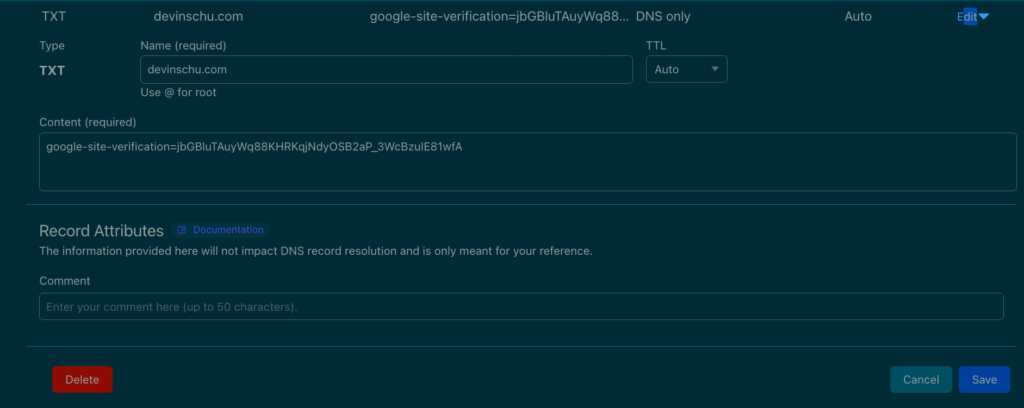 TXT devinschu.com google-site-verification=jbGBluTAuyWq88... DNS only Auto Edit
Type Name (required) TTL
TXT devinschu.com Auto
Use @ for root
Content (required)
google-site-verification=jbGBluTAuyWq88KHRKqjNdyOSB2aP_3WcBzulE81wfA
Record Attributes Documentation
The information provided here will not impact DNS record resolution and is only meant for your reference.
Comment
Enter your comment here (up to 50 characters).
Delete Cancel Save